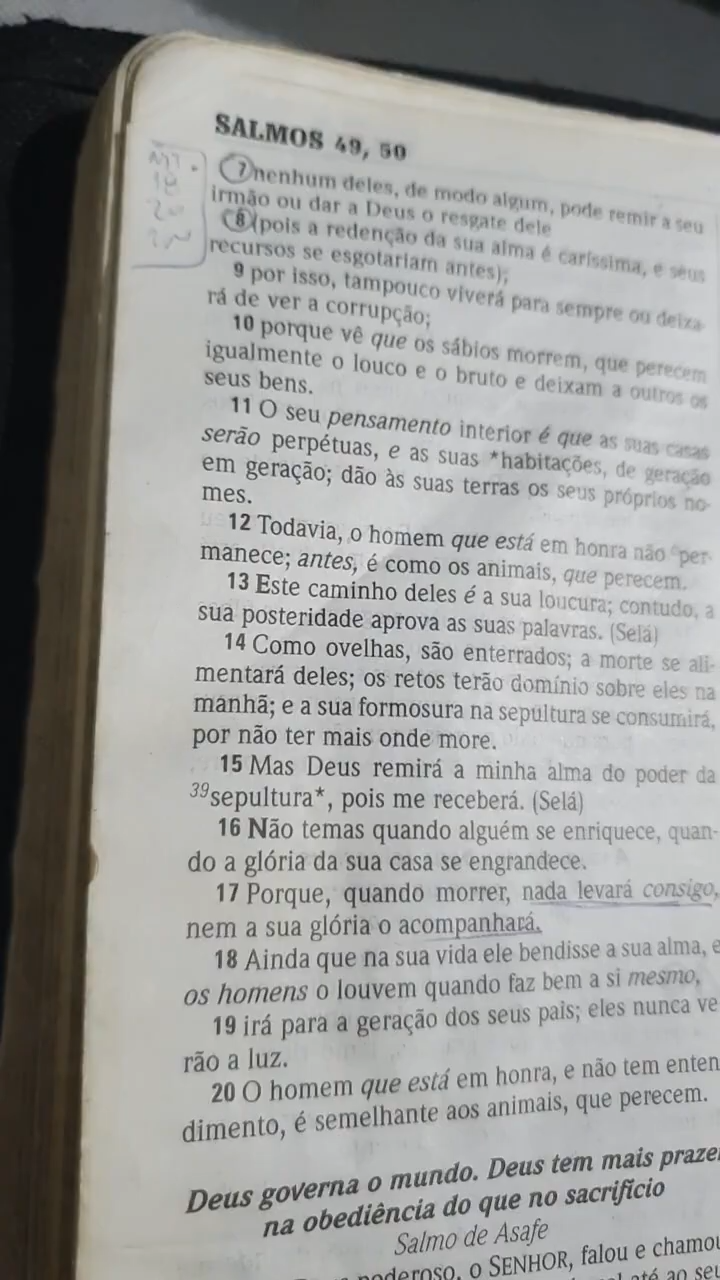 SALMOS 49, 50
7 nenhum deles, de modo algum, pode remir a seu
irmão ou dar a Deus o resgate dele
8 (pois a redenção da sua alma é caríssima, e seus
recursos se esgotariam antes);
9 por isso, tampouco viverá para sempre ou deixa-
rá de ver a corrupção;
10 porque vê que os sábios morrem, que perecem
igualmente o louco e o bruto e deixam a outros os
seus bens.
11 O seu pensamento interior é que as suas casas
serão perpétuas, e as suas *habitações, de geração
em geração; dão às suas terras os seus próprios no-
mes.
12 Todavia, o homem que está em honra não per-
manece; antes, é como os animais, que perecem.
13 Este caminho deles é a sua loucura; contudo, a
sua posteridade aprova as suas palavras. (Selá)
14 Como ovelhas, são enterrados; a morte se ali-
mentará deles; os retos terão domínio sobre eles na
manhã; e a sua formosura na sepultura se consumirá,
por não ter mais onde more.
15 Mas Deus remirá a minha alma do poder da
39sepultura*, pois me receberá. (Selá)
16 Não temas quando alguém se enriquece, quan-
do a glória da sua casa se engrandece.
17 Porque, quando morrer, nada levará consigo,
nem a sua glória o acompanhará.
18 Ainda que na sua vida ele bendisse a sua alma, e
os homens o louvem quando faz bem a si mesmo,
19 irá para a geração dos seus pais; eles nunca ve
rão a luz.
20 O homem que está em honra, e não tem enten
dimento, é semelhante aos animais, que perecem.
Deus governa o mundo. Deus tem mais prazer
na obediência do que no sacrifício
Salmo de Asafe
poderoso, o SENHOR, falou e chamou
até ao seu